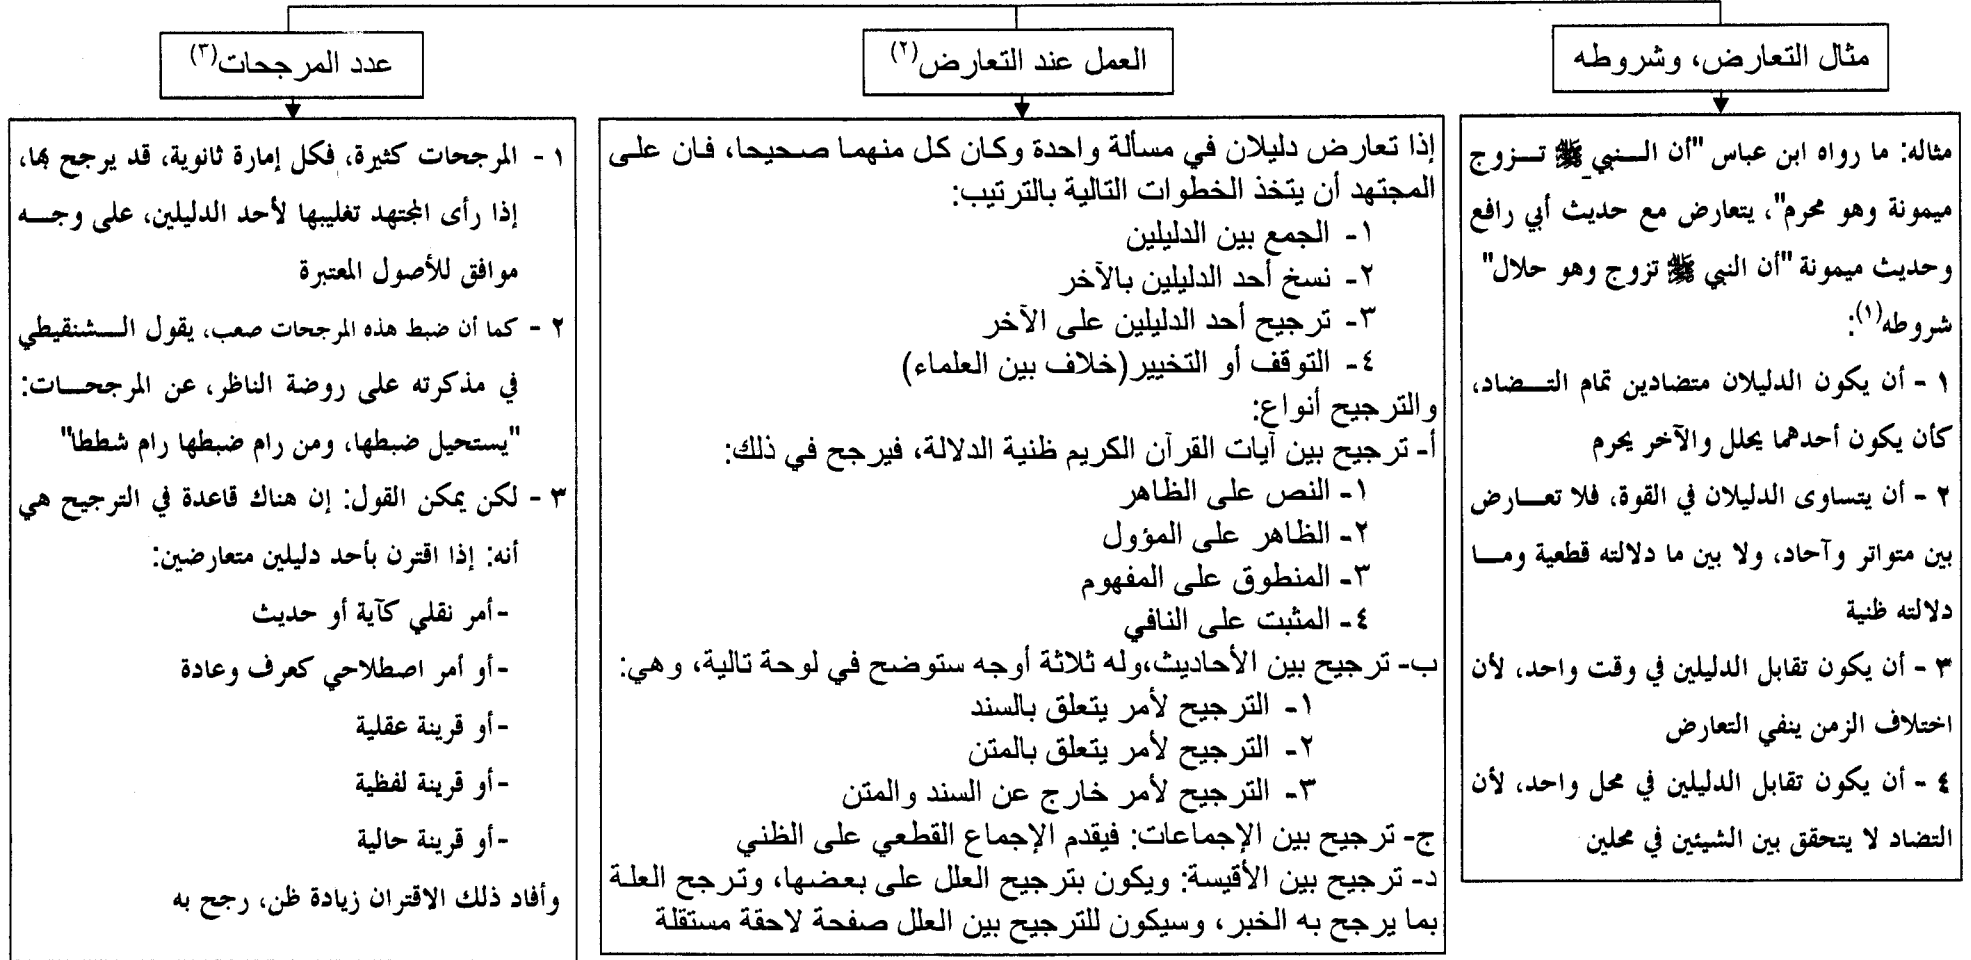 مثال التعارض، وشروطه
مثاله: ما رواه ابن عباس "أن النبي ﷺ تزوج
ميمونة وهو محرم"، يتعارض مع حديث أبي رافع
وحديث ميمونة "أن النبي ﷺ تزوج وهو حلال"
شروطه(١):
١ - أن يكون الدليلان متضادين تمام التضاد،
كأن يكون أحدهما يحلل والآخر يحرم
٢ - أن يتساوى الدليلان في القوة، فلا تعارض
بين متواتر وآحاد، ولا بين ما دلالته قطعية وما
دلالته ظنية
٣ - أن يكون تقابل الدليلين في وقت واحد، لأن
اختلاف الزمن ينفي التعارض
٤ - أن يكون تقابل الدليلين في محل واحد، لأن
التضاد لا يتحقق بين الشيئين في محلين
العمل عند التعارض(٢)
إذا تعارض دليلان في مسألة واحدة وكان كل منهما صحيحا، فان على
المجتهد أن يتخذ الخطوات التالية بالترتيب:
١- الجمع بين الدليلين
٢- نسخ أحد الدليلين بالآخر
٣- ترجيح أحد الدليلين على الآخر
٤- التوقف أو التخيير(خلاف بين العلماء)
والترجيح أنواع:
أ- ترجيح بين آيات القرآن الكريم ظنية الدلالة، فيرجح في ذلك:
١- النص على الظاهر
٢- الظاهر على المؤول
٣- المنطوق على المفهوم
٤- المثبت على النافي
ب- ترجيح بين الأحاديث،وله ثلاثة أوجه ستوضح في لوحة تالية، وهي:
١- الترجيح لأمر يتعلق بالسند
٢- الترجيح لأمر يتعلق بالمتن
٣- الترجيح لأمر خارج عن السند والمتن
ج- ترجيح بين الإجماعات: فيقدم الإجماع القطعي على الظني
د- ترجيح بين الأقيسة: ويكون بترجيح العلل على بعضها، وترجح العلة
بما يرجح به الخبر، وسيكون للترجيح بين العلل صفحة لاحقة مستقلة
عدد المرجحات(٣)
١ - المرجحات كثيرة، فكل إمارة ثانوية، قد يرجح بها،
إذا رأى المجتهد تغليبها لأحد الدليلين، على وجه
موافق للأصول المعتبرة
٢ - كما أن ضبط هذه المرجحات صعب، يقول الشنقيطي
في مذكرته على روضة الناظر، عن المرجحات:
"يستحيل ضبطها، ومن رام ضبطها رام شططا"
٣ - لكن يمكن القول: إن هناك قاعدة في الترجيح هي
أنه: إذا اقترن بأحد دليلين متعارضين:
-أمر نقلي كآية أو حديث
-أو أمر اصطلاحي كعرف وعادة
-أو قرينة عقلية
-أو قرينة لفظية
-أو قرينة حالية
وأفاد ذلك الاقتران زيادة ظن، رجح به